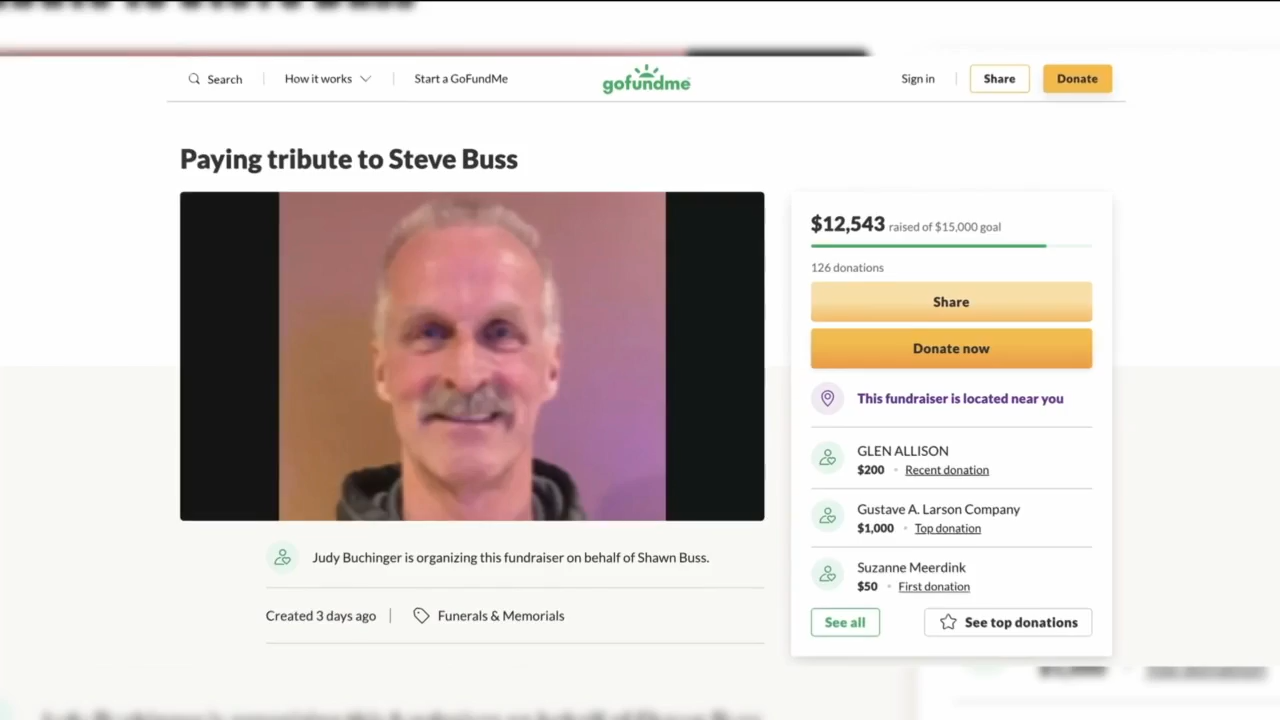 Search
How it works
Start a GoFundMe
gofundme
Sign in
Share
Donate
Paying tribute to Steve Buss
$12,543 raised of $15,000 goal
126 donations
Share
Donate now
This fundraiser is located near you
GLEN ALLISON
$200 • Recent donation
Gustave A. Larson Company
$1,000 • Top donation
Suzanne Meerdink
$50 • First donation
See all
See top donations
Judy Buchinger is organizing this fundraiser on behalf of Shawn Buss.
Created 3 days ago
Funerals & Memorials